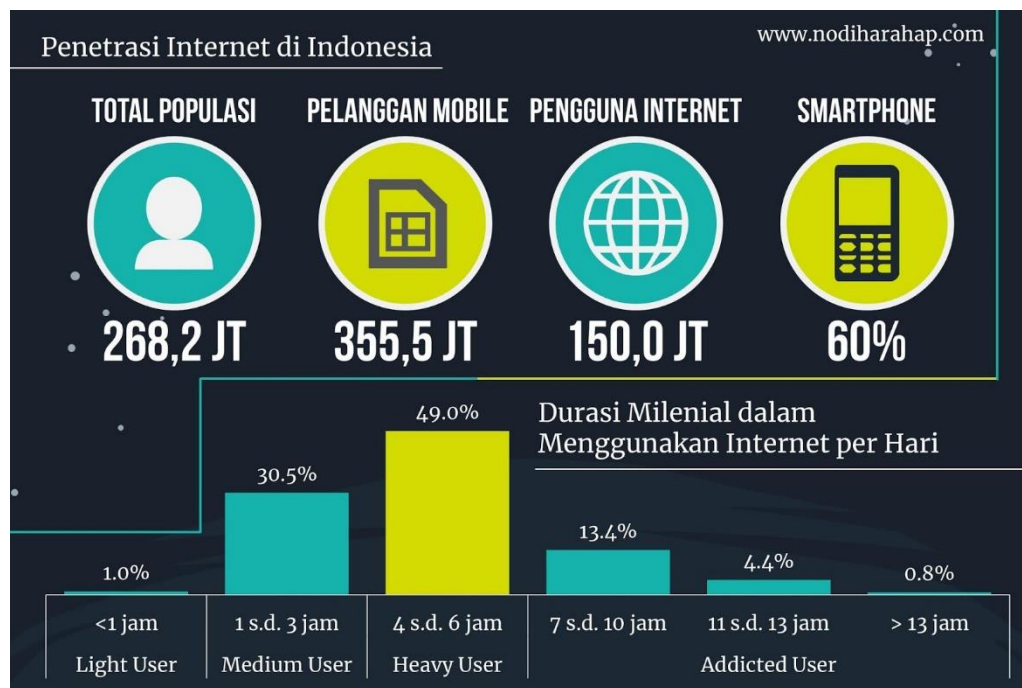 Penetrasi Internet di Indonesia
www.nodiharahap.com
TOTAL POPULASI
PELANGGAN MOBILE
PENGGUNA INTERNET
SMARTPHONE
268,2 JT
355,5 JT
150,0 JT
60%
Durasi Milenial dalam
Menggunakan Internet per Hari
1.0%
30.5%
49.0%
13.4%
4.4%
0.8%
<1 jam
1 s.d. 3 jam
4 s.d. 6 jam
7 s.d. 10 jam
11 s.d. 13 jam
> 13 jam
Light User
Medium User
Heavy User
Addicted User